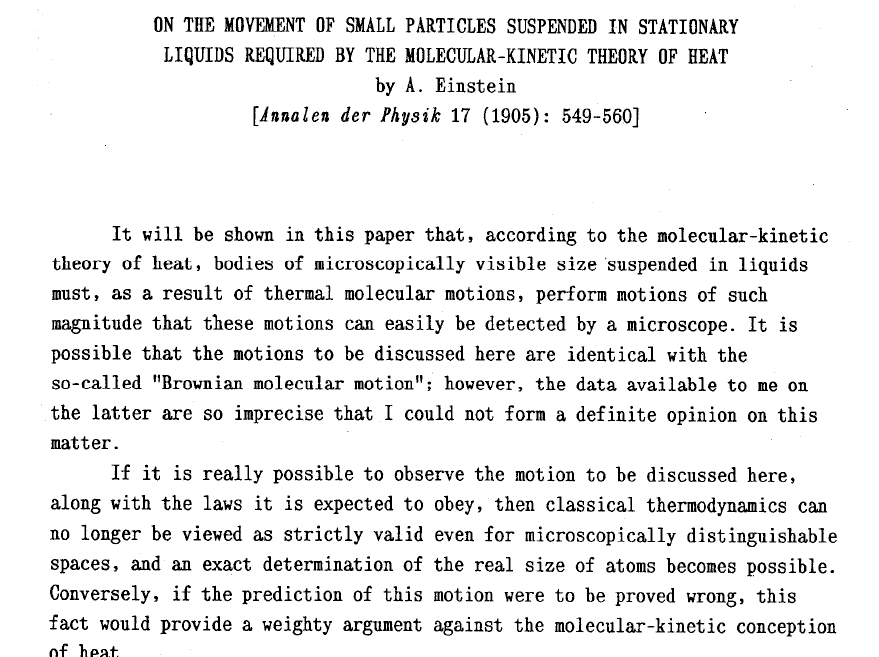 ON THE MOVEMENT OF SMALL PARTICLES SUSPENDED IN STATIONARY
LIQUIDS REQUIRED BY THE MOLECULAR-KINETIC THEORY OF HEAT
by A. Einstein
[Annalen der Physik 17 (1905): 549-560]
It will be shown in this paper that, according to the molecular-kinetic
theory of heat, bodies of microscopically visible size suspended in liquids
must, as a result of thermal molecular motions, perform motions of such
magnitude that these motions can easily be detected by a microscope. It is
possible that the motions to be discussed here are identical with the
so-called "Brownian molecular motion"; however, the data available to me on
the latter are so imprecise that I could not form a definite opinion on this
matter.
If it is really possible to observe the motion to be discussed here,
along with the laws it is expected to obey, then classical thermodynamics can
no longer be viewed as strictly valid even for microscopically distinguishable
spaces, and an exact determination of the real size of atoms becomes possible.
Conversely, if the prediction of this motion were to be proved wrong, this
fact would provide a weighty argument against the molecular-kinetic conception
of heat